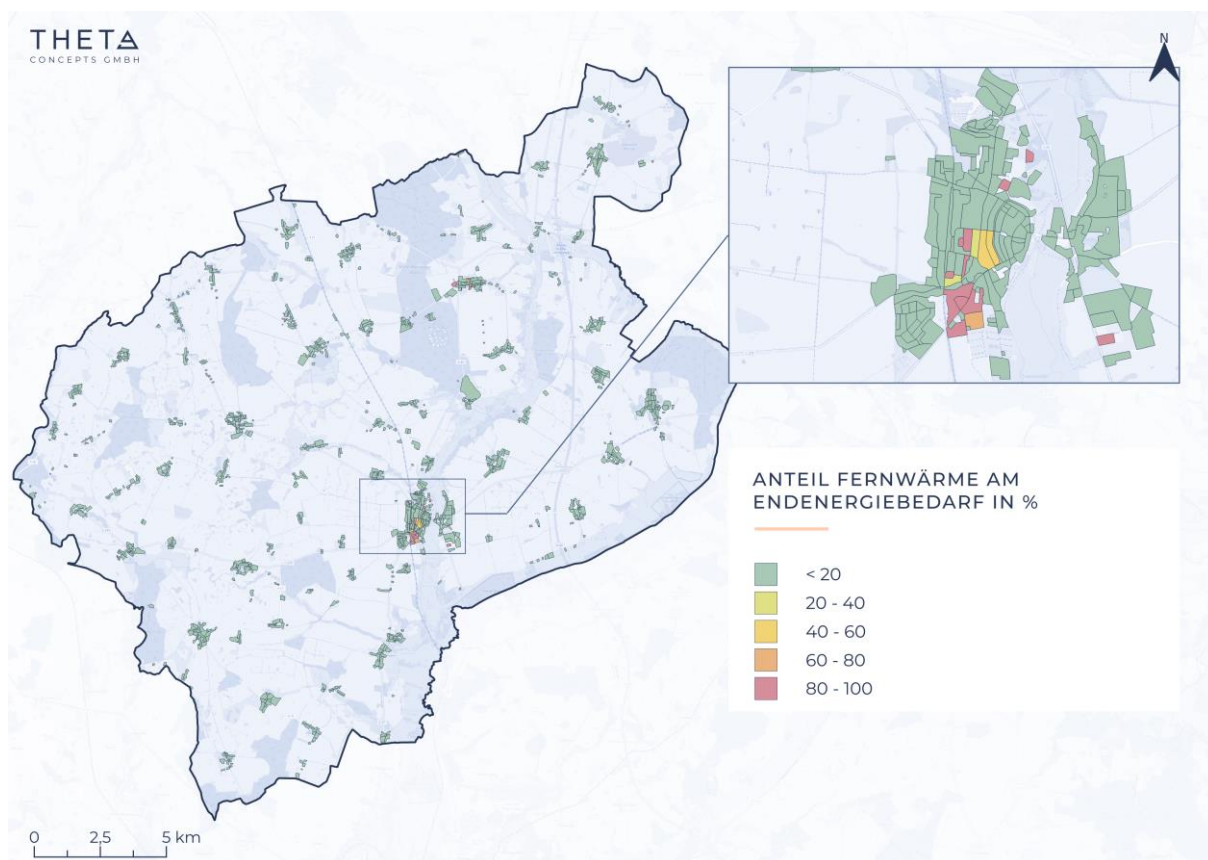 THETA
CONCEPTS GMBH
N
ANTEIL FERNWÄRME AM
ENDENERGIEBEDARF IN %
< 20
20 - 40
40 - 60
60 - 80
80 - 100
0 2,5 5 km